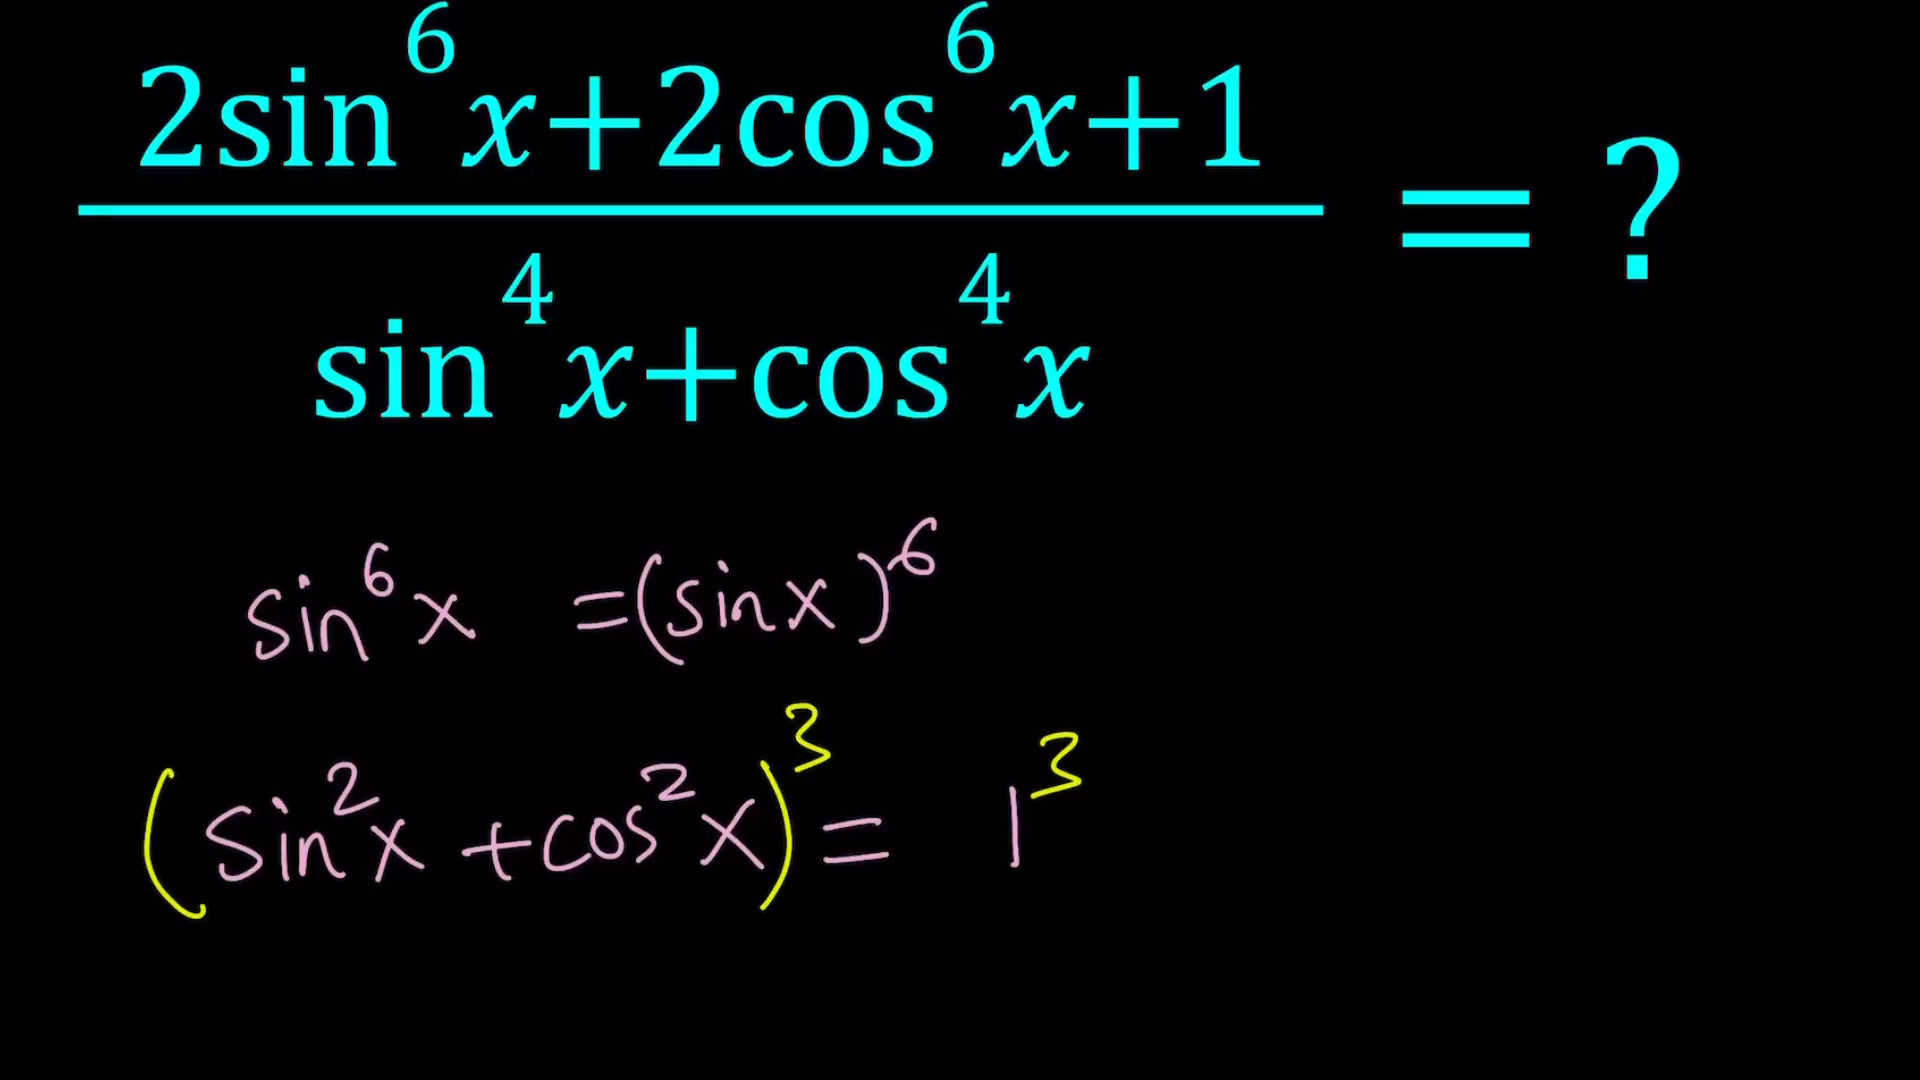 2sin⁶x+2cos⁶x+1
= ?
sin⁴x+cos⁴x
sin⁶x =(sinx)⁶
(sin²x+cos²x)³= 1³